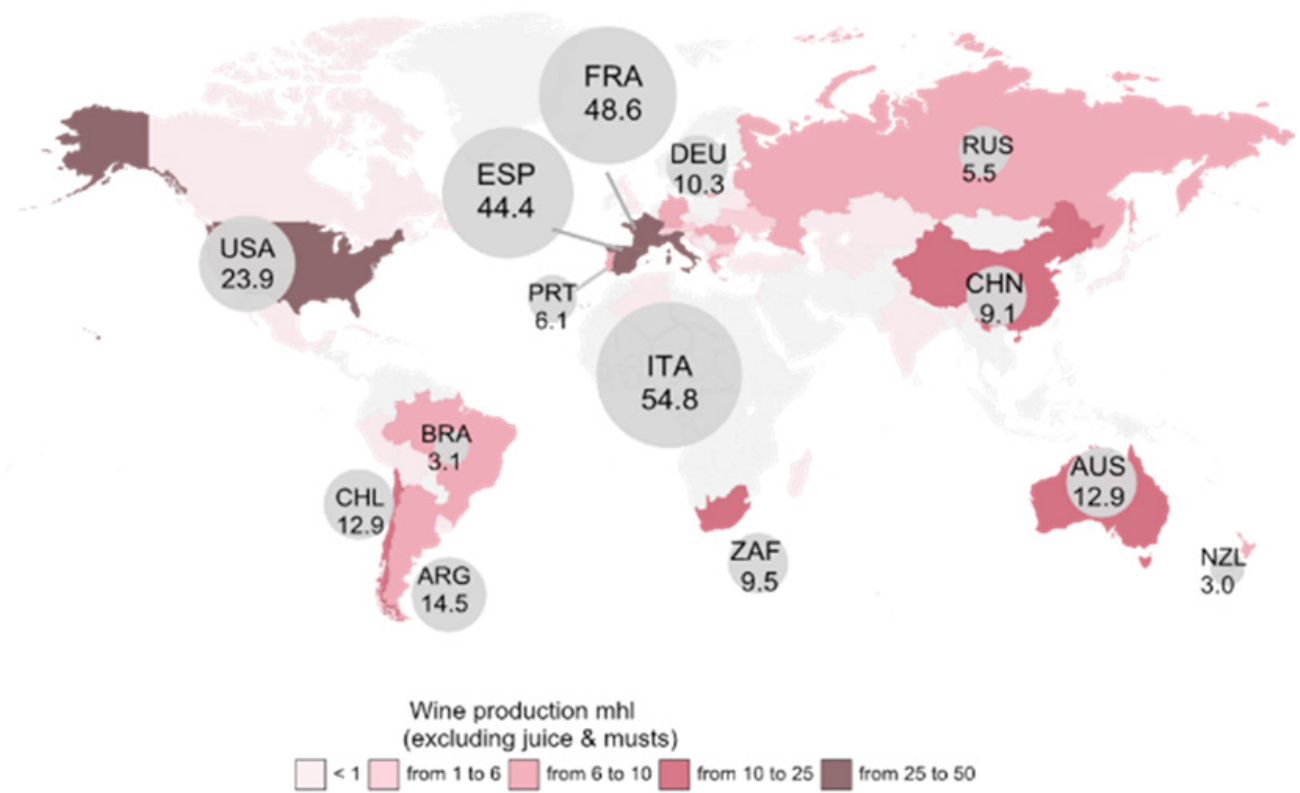 FRA
48.6
ESP
44.4
DEU
10.3
RUS
5.5
USA
23.9
PRT
6.1
CHN
9.1
ITA
54.8
BRA
3.1
CHL
12.9
AUS
12.9
ARG
14.5
ZAF
9.5
NZL
3.0
Wine production mhl
(excluding juice & musts)
< 1
from 1 to 6
from 6 to 10
from 10 to 25
from 25 to 50